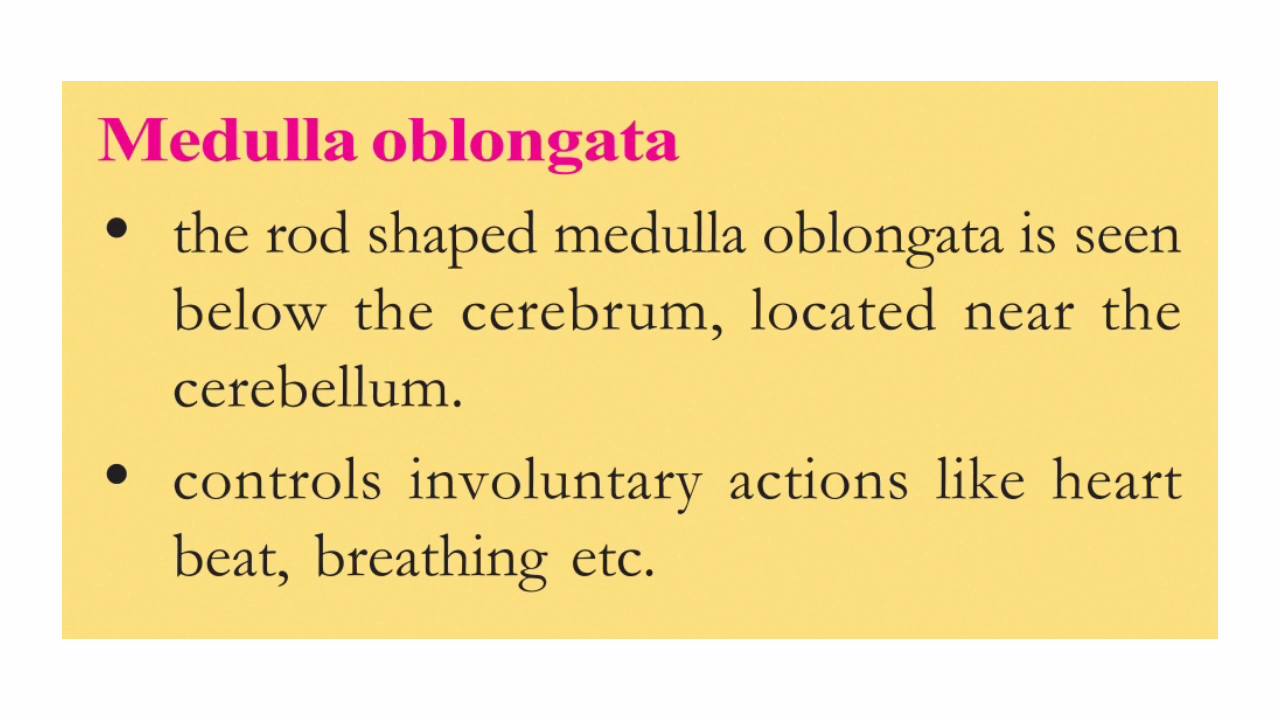 Medulla oblongata
• the rod shaped medulla oblongata is seen
below the cerebrum, located near the
cerebellum.
• controls involuntary actions like heart
beat, breathing etc.